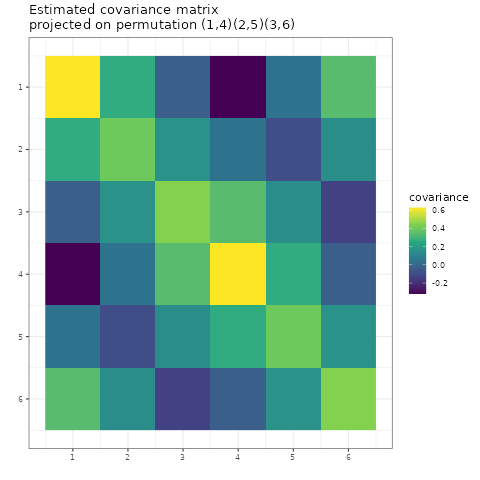 Estimated covariance matrix
projected on permutation (1,4)(2,5)(3,6)
1
2
3
4
5
6
1 2 3 4 5 6
covariance
0.6
0.4
0.2
0.0
-0.2